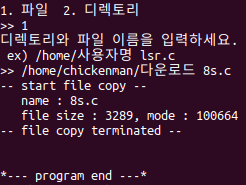 1. 파일  2. 디렉토리
>> 1
디렉토리와 파일 이름을 입력하세요.
 ex) /home/사용자명 lsr.c
>> /home/chickenman/다운로드 8s.c
-- start file copy --
   name : 8s.c
   file size : 3289, mode : 100664
-- file copy terminated --
*--- program end ---*